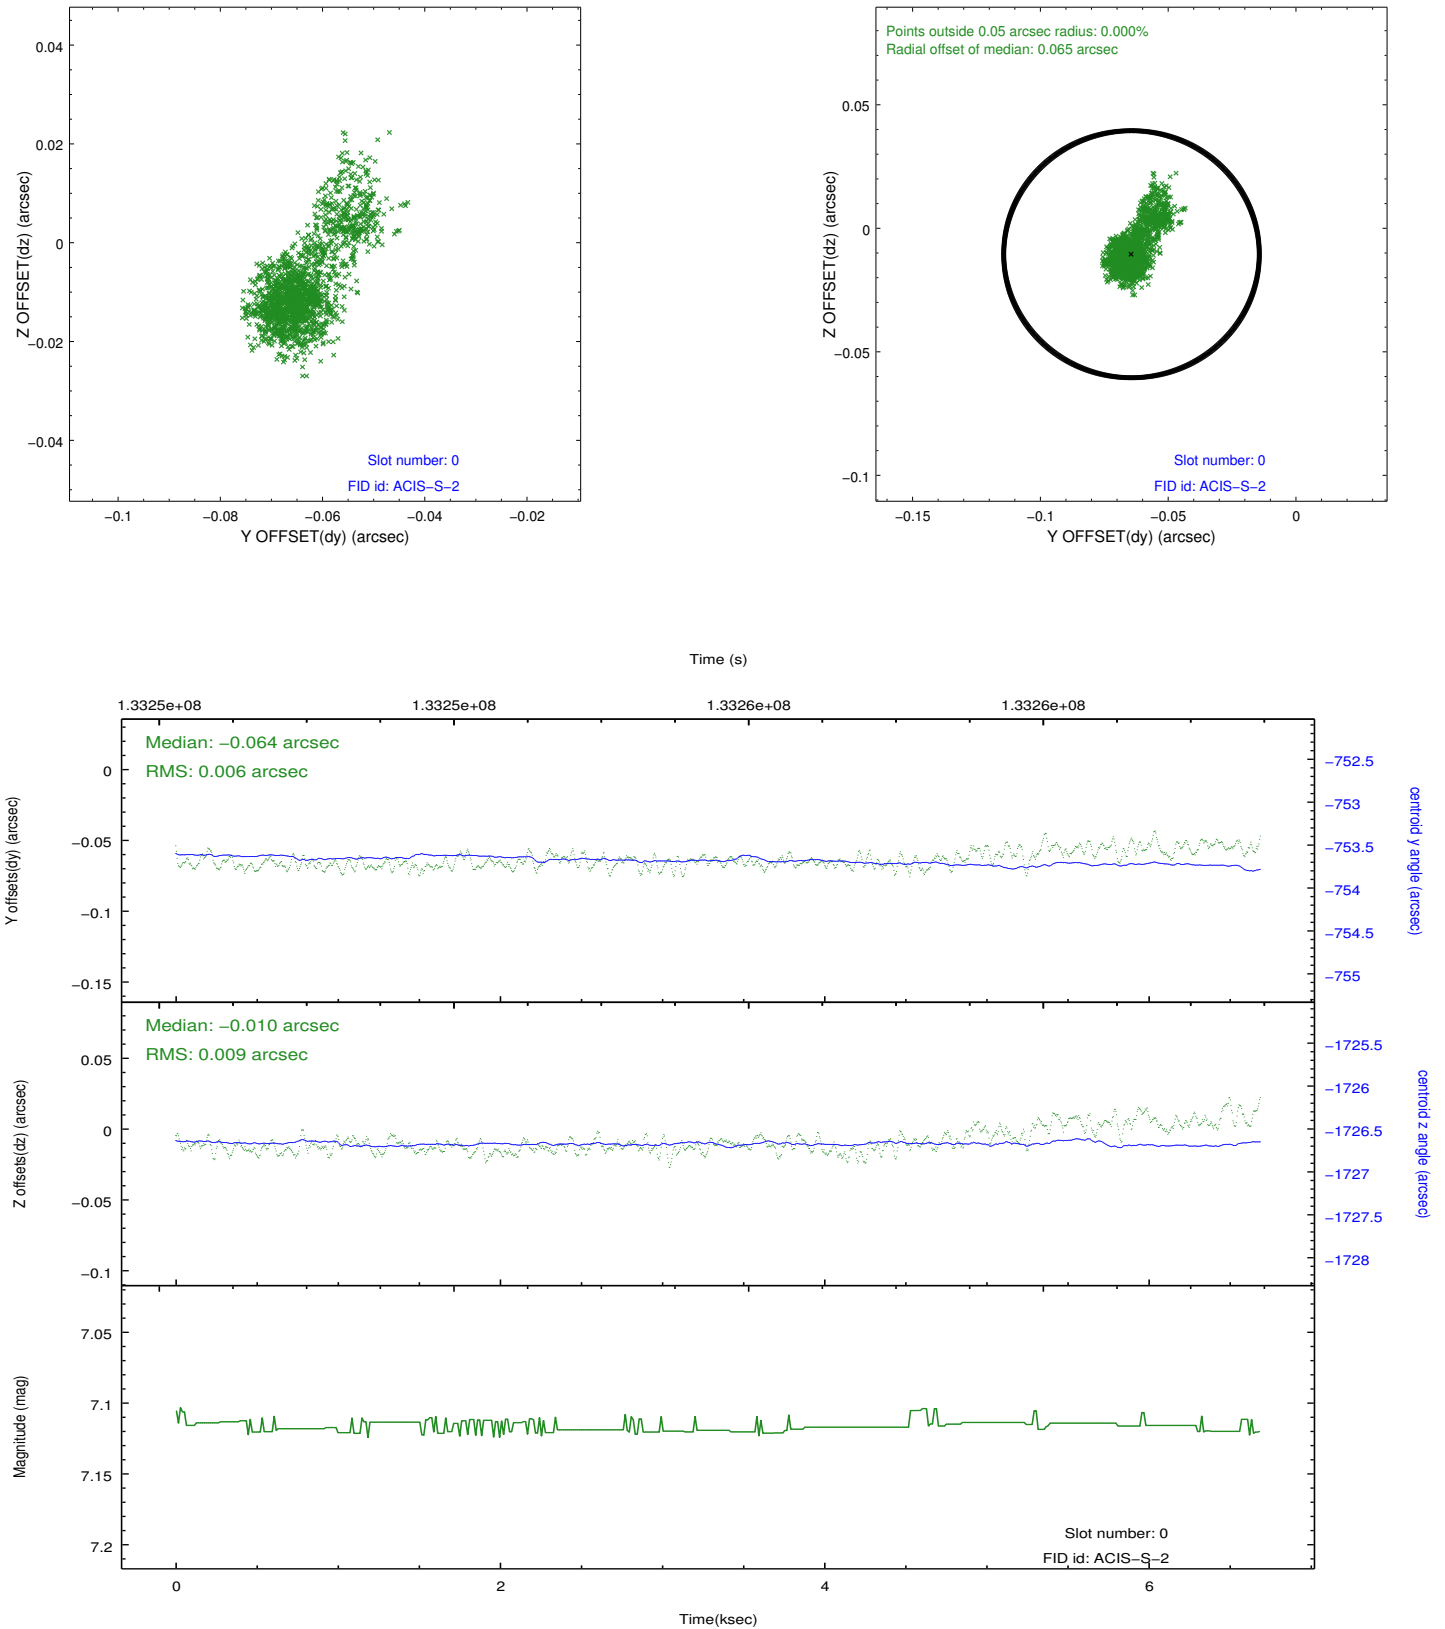 0.04
0.02
0
−0.02
−0.04
Z OFFSET(dz) (arcsec)
Slot number: 0
FID id: ACIS−S−2
−0.1
−0.08
−0.06
−0.04
−0.02
Y OFFSET(dy) (arcsec)
Points outside 0.05 arcsec radius: 0.000%
Radial offset of median: 0.065 arcsec
0.05
0
−0.05
−0.1
Z OFFSET(dz) (arcsec)
Slot number: 0
FID id: ACIS−S−2
−0.15
−0.1
−0.05
0
Y OFFSET(dy) (arcsec)
Time (s)
1.3325e+08
1.3325e+08
1.3326e+08
1.3326e+08
Median: −0.064 arcsec
RMS: 0.006 arcsec
0
−0.05
−0.1
−0.15
Y offsets(dy) (arcsec)
−752.5
−753
−753.5
−754
−754.5
−755
centroid y angle (arcsec)
Median: −0.010 arcsec
RMS: 0.009 arcsec
0.05
0
−0.05
−0.1
Z offsets(dz) (arcsec)
−1725.5
−1726
−1726.5
−1727
−1727.5
−1728
centroid z angle (arcsec)
7.05
7.1
7.15
7.2
Magnitude (mag)
Slot number: 0
FID id: ACIS−S−2
0
2
4
6
Time(ksec)